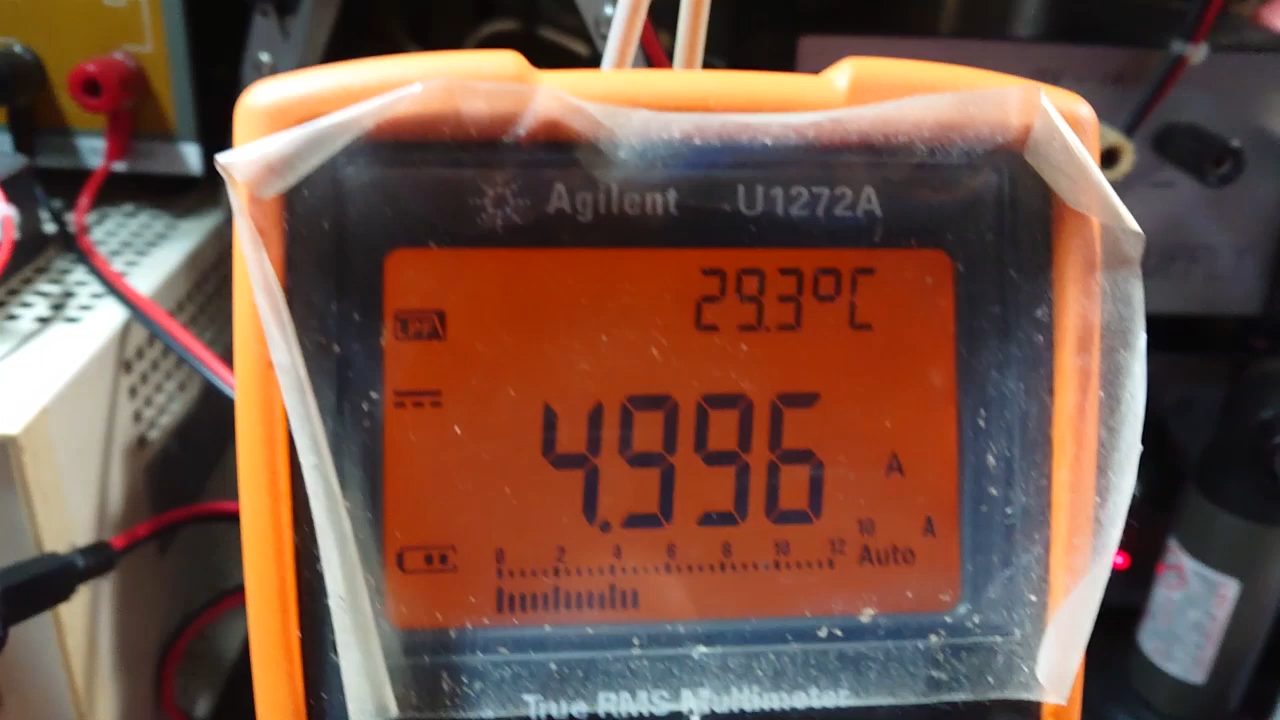 Agilent U1272A
29.3°C
4.996 A
0 2 4 6 8 10 12
10 A
Auto
True RMS Multimeter